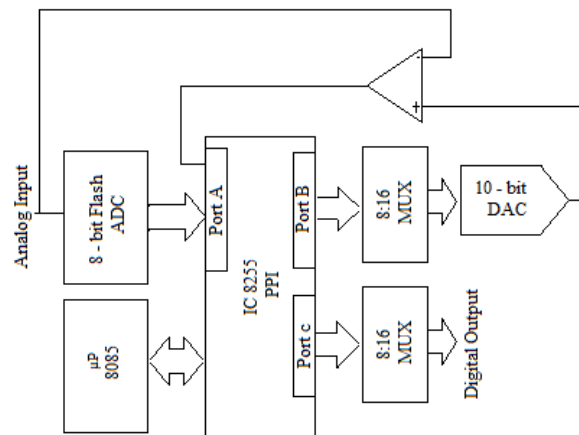 Analog Input
8 - bit Flash
ADC
Port A
IC 8255
PPI
Port B
8:16
MUX
10 - bit
DAC
-
+
µP
8085
Port c
8:16
MUX
Digital Output